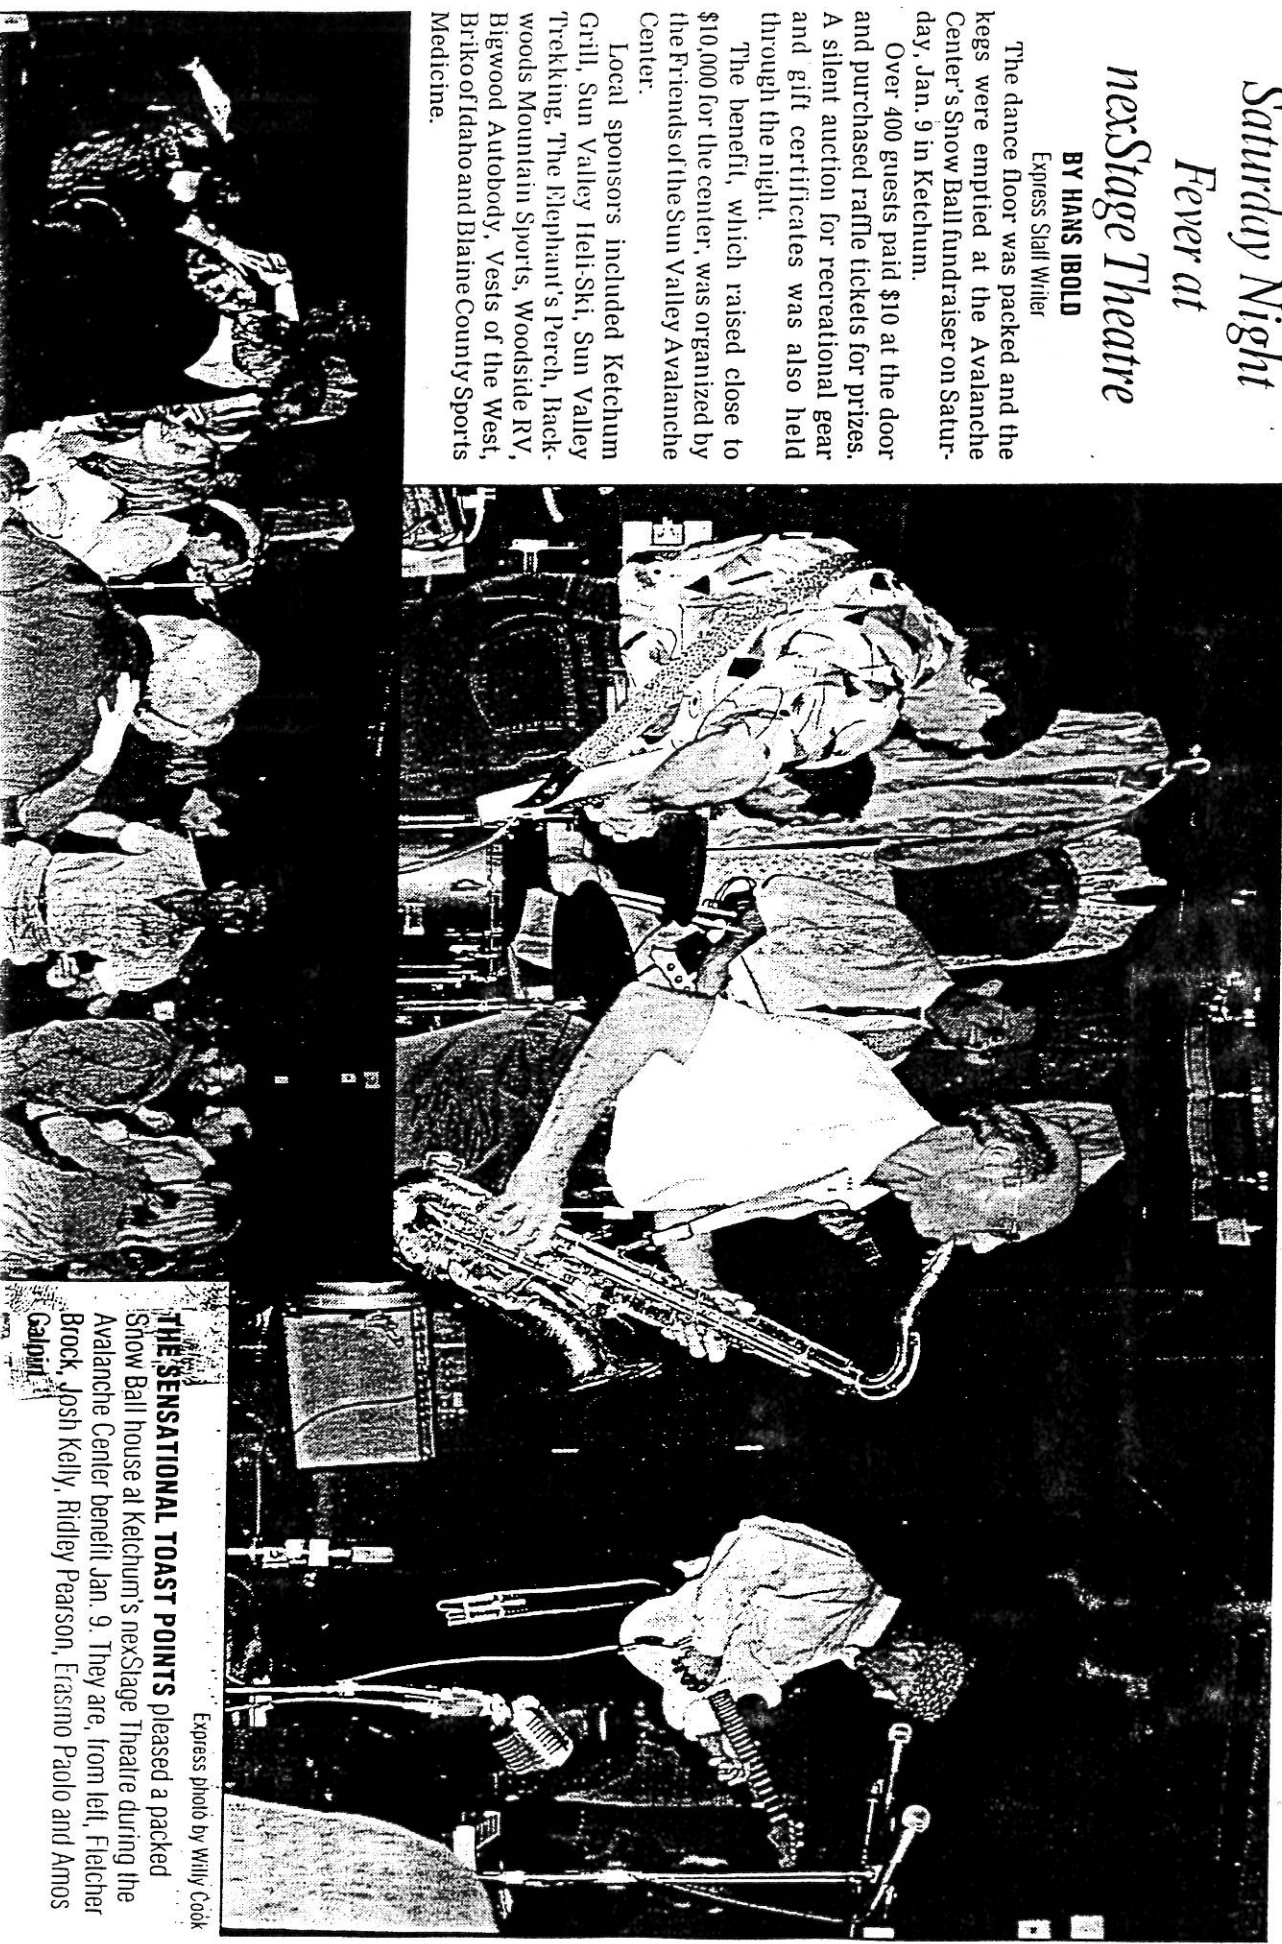 Saturday Night
Fever at
nexStage Theatre
BY HANS IBOLD
Express Staff Writer
The dance floor was packed and the
kegs were emptied at the Avalanche
Center's Snow Ball fundraiser on Satur-
day, Jan. 9 in Ketchum.
Over 400 guests paid $10 at the door
and purchased raffle tickets for prizes.
A silent auction for recreational gear
and gift certificates was also held
through the night.
The benefit, which raised close to
$10,000 for the center, was organized by
the Friends of the Sun Valley Avalanche
Center.
Local sponsors included Ketchum
Grill, Sun Valley Heli-Ski, Sun Valley
Trekking, The Elephant's Perch, Back-
woods Mountain Sports, Woodside RV,
Bigwood Autobody, Vests of the West,
Briko of Idaho and Blaine County Sports
Medicine.
Express photo by Willy Cook
THE SENSATIONAL TOAST POINTS pleased a packed
Snow Ball house at Ketchum's nexStage Theatre during the
Avalanche Center benefit Jan. 9. They are, from left, Fletcher
Brock, Josh Kelly, Ridley Pearson, Erasmo Paolo and Amos
Galpin.